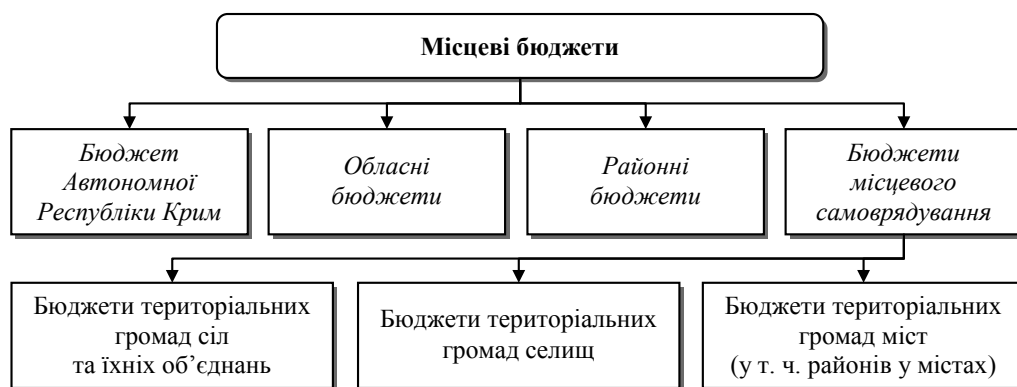 Місцеві бюджети
Бюджет
Автономної
Республіки Крим
Обласні
бюджети
Районні
бюджети
Бюджети
місцевого
самоврядування
Бюджети територіальних
громад сіл
та їхніх об’єднань
Бюджети територіальних
громад селищ
Бюджети територіальних
громад міст
(у т. ч. районів у містах)